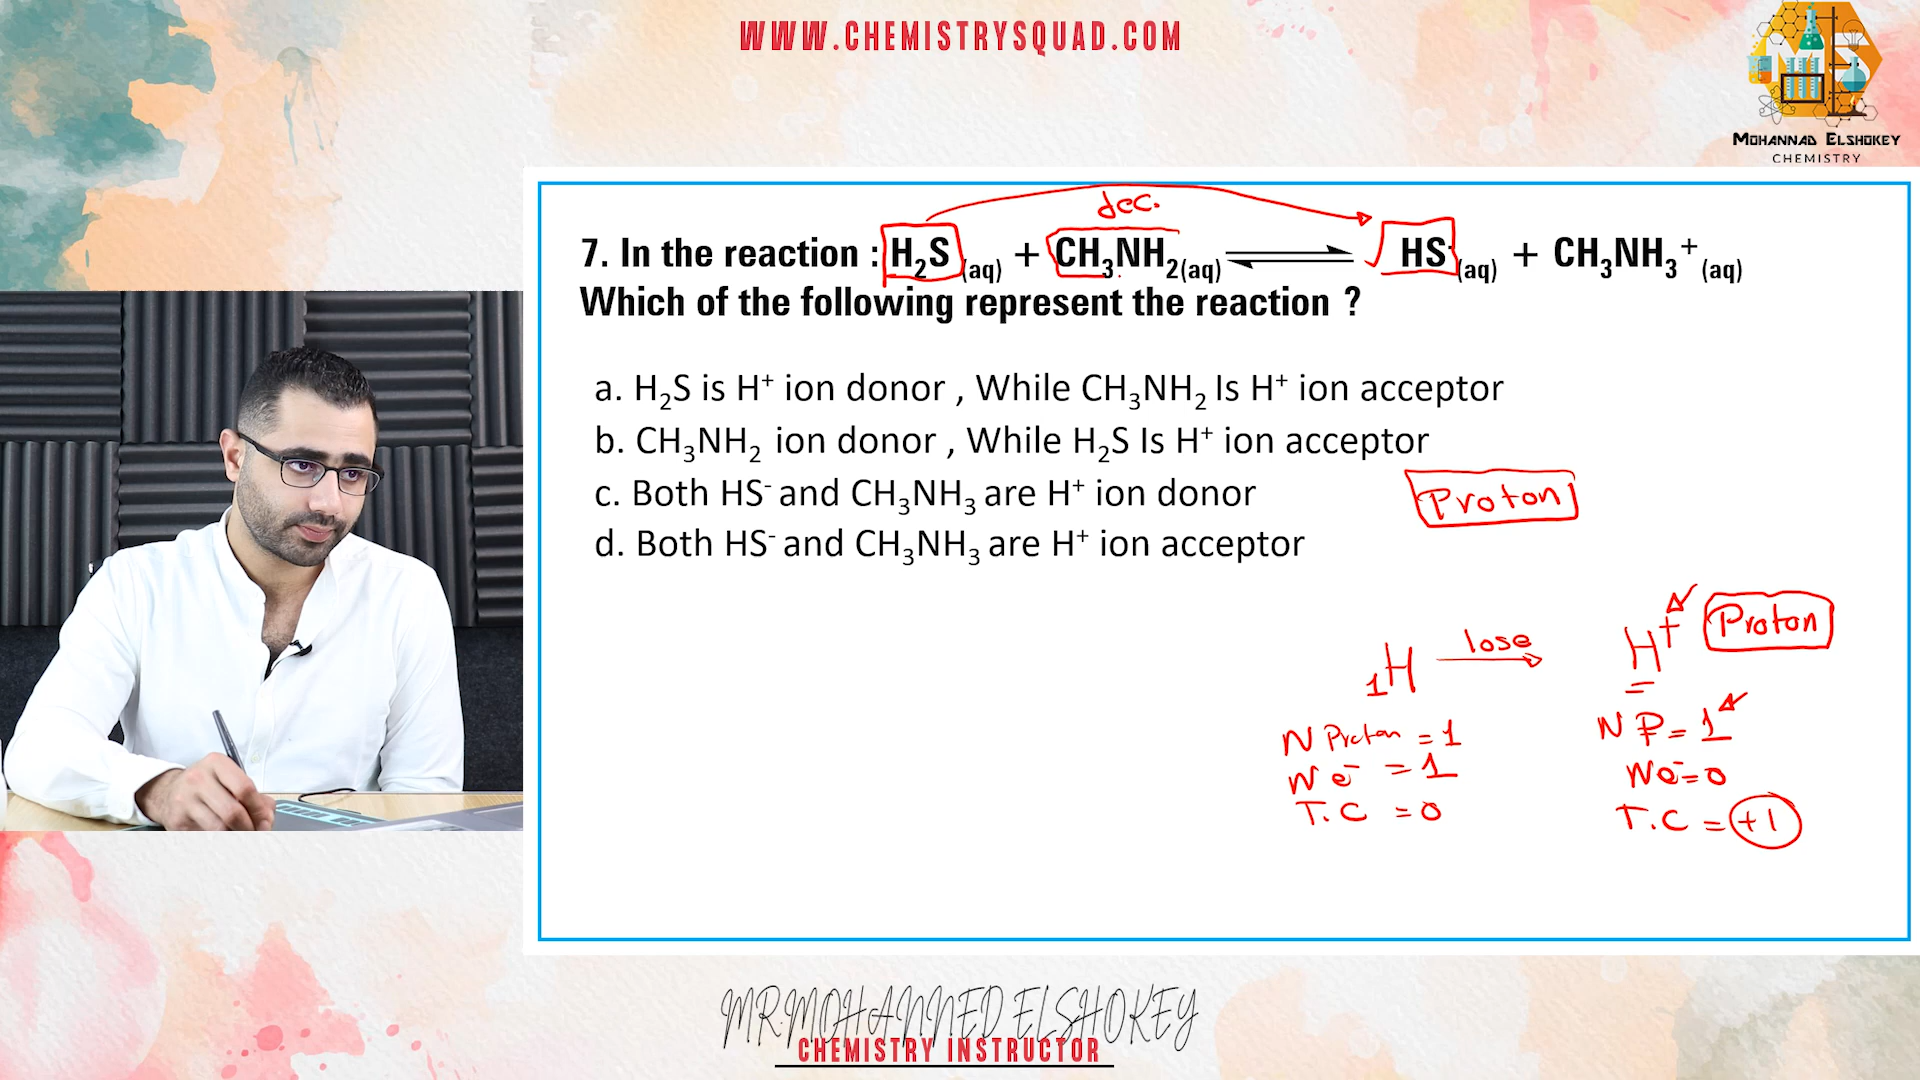 WWW.CHEMISTRYSQUAD.COM
MS
MOHANNAD ELSHOKEY
CHEMISTRY
dec.
7. In the reaction : H₂S (aq) + CH₃NH₂(aq) ⇌ HS⁻(aq) + CH₃NH₃⁺ (aq)
Which of the following represent the reaction ?
a. H₂S is H⁺ ion donor , While CH₃NH₂ Is H⁺ ion acceptor
b. CH₃NH₂ ion donor , While H₂S Is H⁺ ion acceptor
c. Both HS⁻ and CH₃NH₃ are H⁺ ion donor
Proton
d. Both HS⁻ and CH₃NH₃ are H⁺ ion acceptor
₁H lose → H⁺ Proton
N Proton = 1
N e⁻ = 1
T.C = 0
N P = 1
N e⁻ = 0
T.C = +1
MR.MOHANNED ELSHOKEY
CHEMISTRY INSTRUCTOR